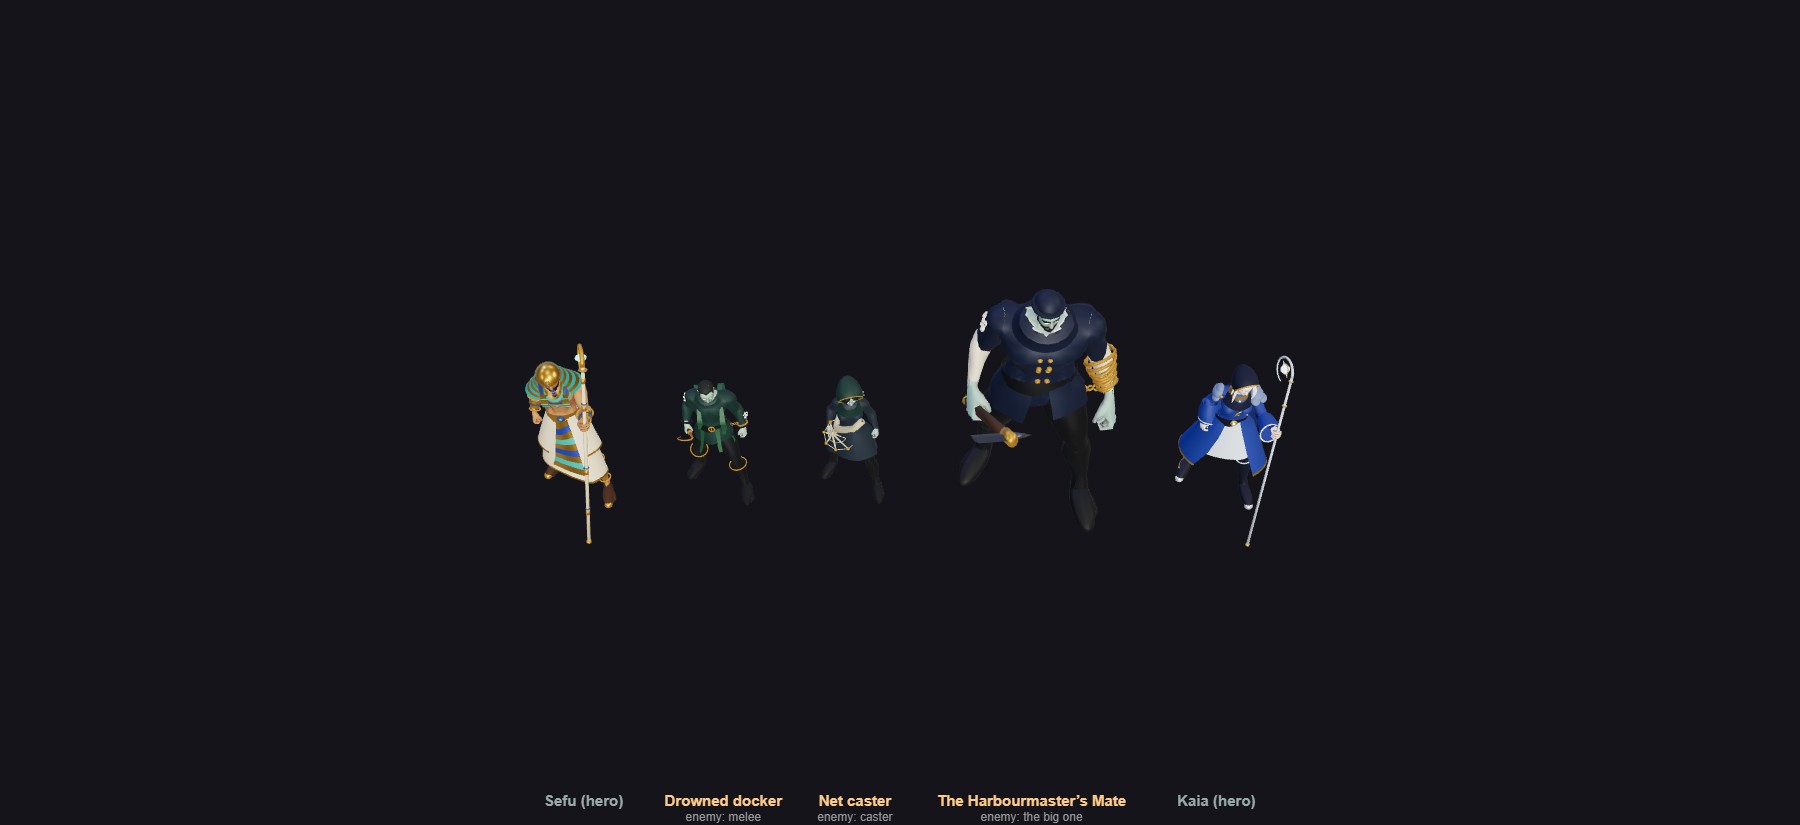 Sefu (hero)
Drowned docker
enemy: melee
Net caster
enemy: caster
The Harbourmaster’s Mate
enemy: the big one
Kaia (hero)